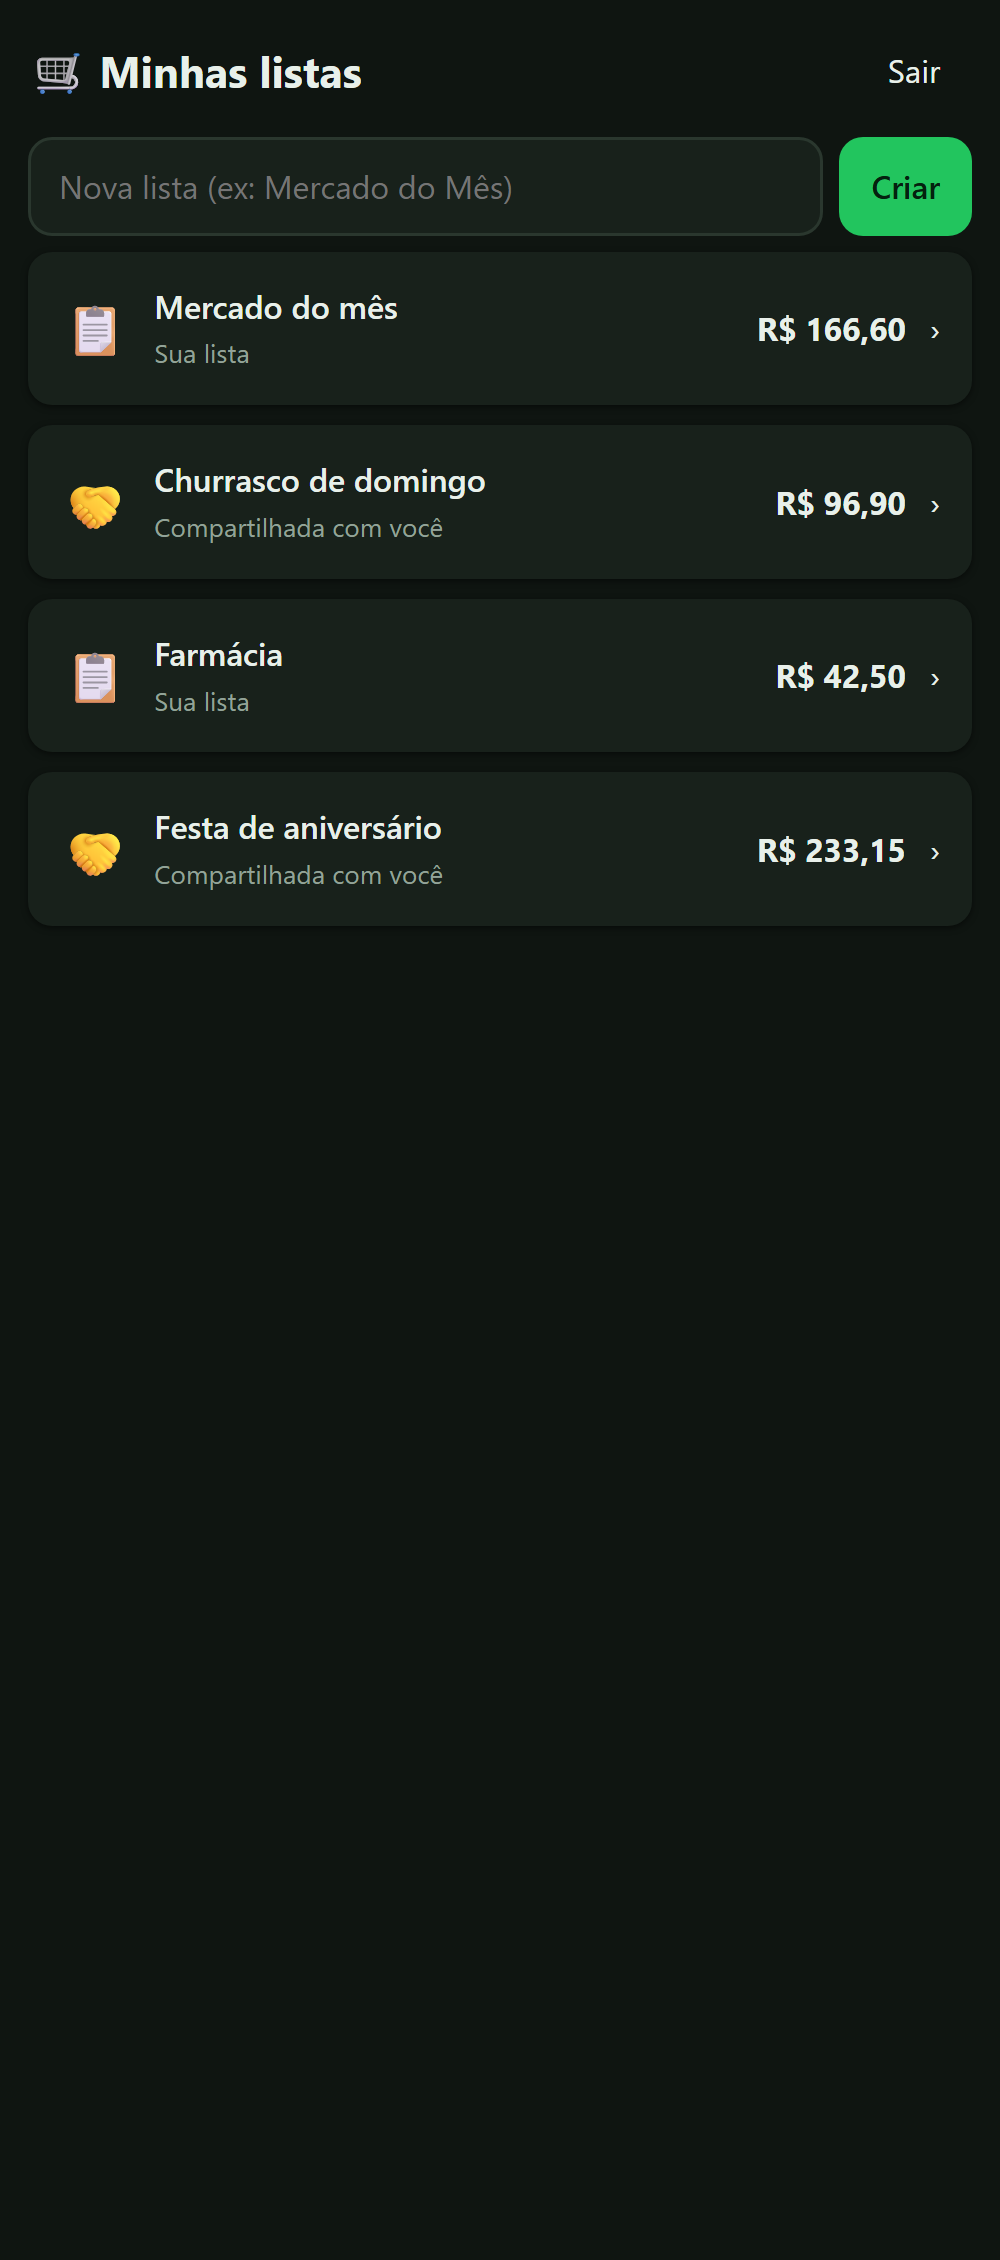 Minhas listas
Sair
Nova lista (ex: Mercado do Mês)
Criar
Mercado do mês
Sua lista
R$ 166,60
Churrasco de domingo
Compartilhada com você
R$ 96,90
Farmácia
Sua lista
R$ 42,50
Festa de aniversário
Compartilhada com você
R$ 233,15